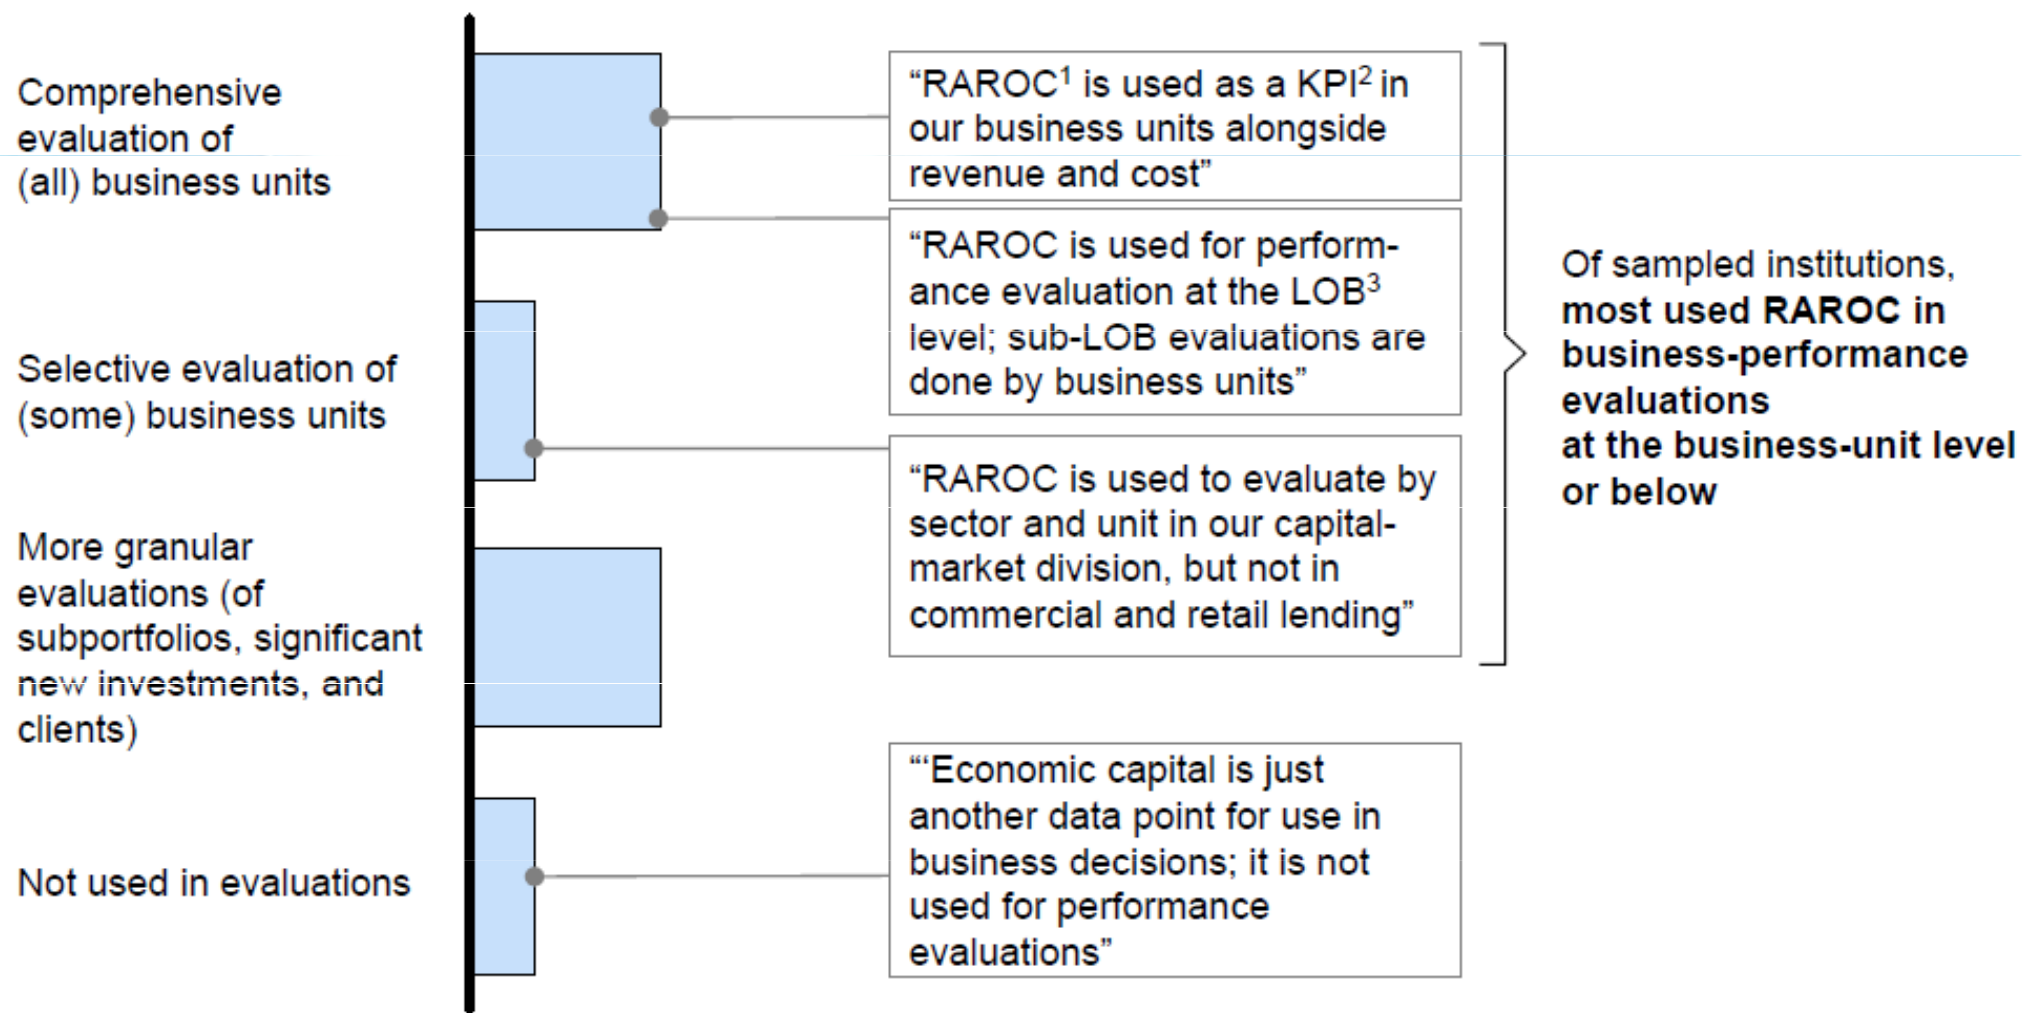 Comprehensive
evaluation of
(all) business units
Selective evaluation of
(some) business units
More granular
evaluations (of
subportfolios, significant
new investments, and
clients)
Not used in evaluations
“RAROC¹ is used as a KPI² in
our business units alongside
revenue and cost”
“RAROC is used for perform-
ance evaluation at the LOB³
level; sub-LOB evaluations are
done by business units”
“RAROC is used to evaluate by
sector and unit in our capital-
market division, but not in
commercial and retail lending”
“‘Economic capital is just
another data point for use in
business decisions; it is not
used for performance
evaluations”
Of sampled institutions,
most used RAROC in
business-performance
evaluations
at the business-unit level
or below